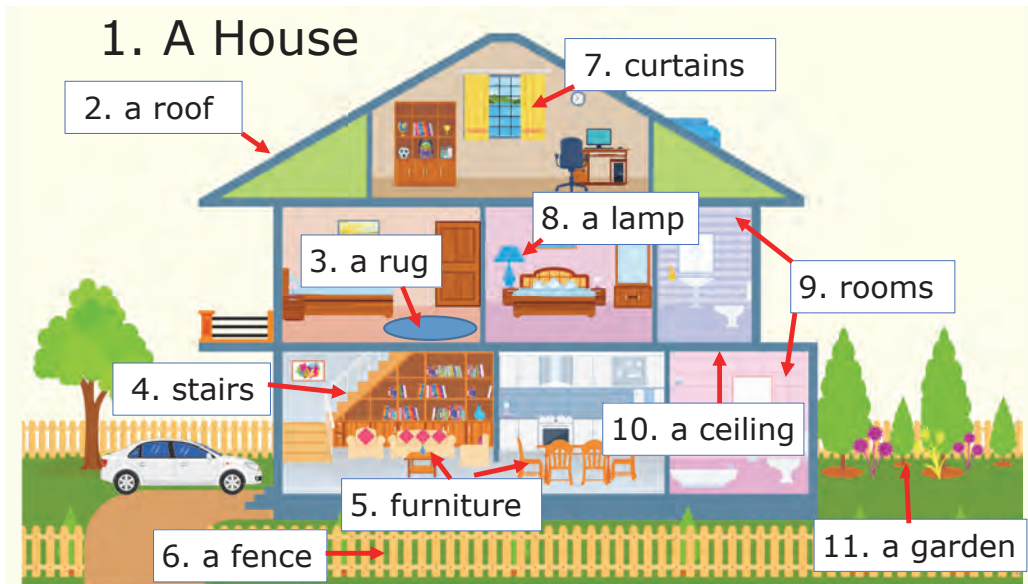 1. A House
2. a roof
3. a rug
4. stairs
5. furniture
6. a fence
7. curtains
8. a lamp
9. rooms
10. a ceiling
11. a garden